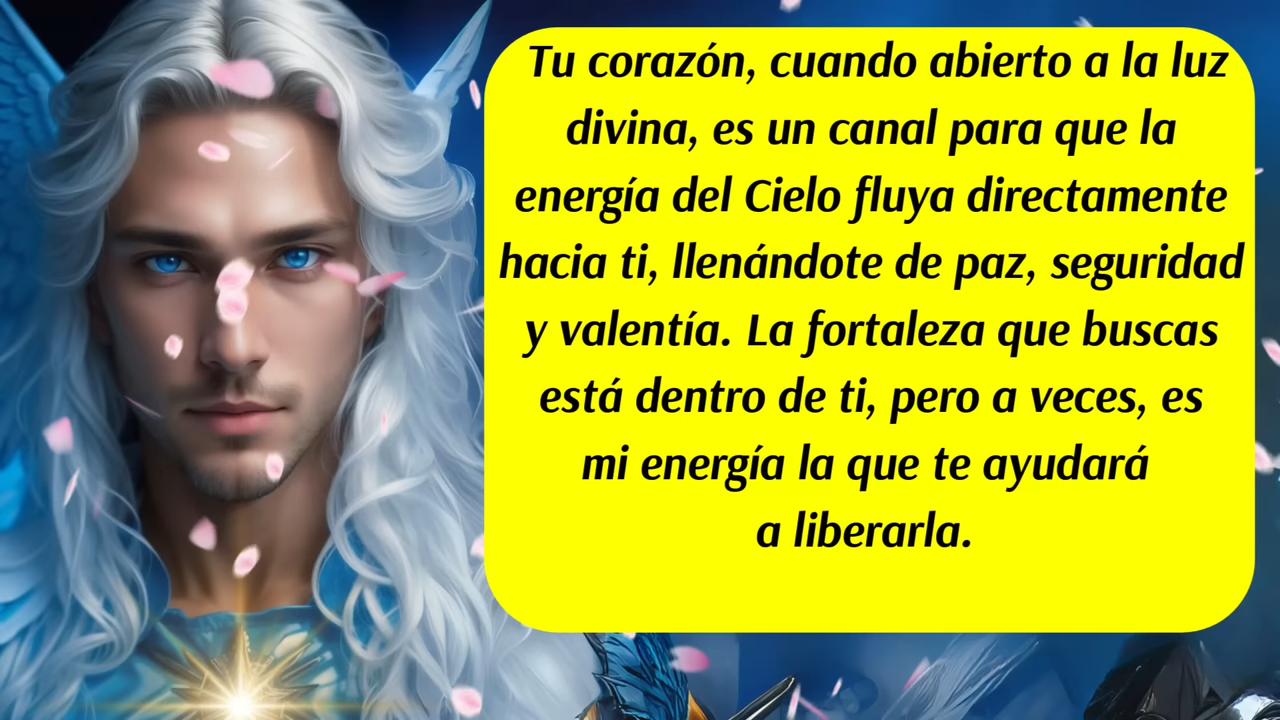 Tu corazón, cuando abierto a la luz
divina, es un canal para que la
energía del Cielo fluya directamente
hacia ti, llenándote de paz, seguridad
y valentía. La fortaleza que buscas
está dentro de ti, pero a veces, es
mi energía la que te ayudará
a liberarla.